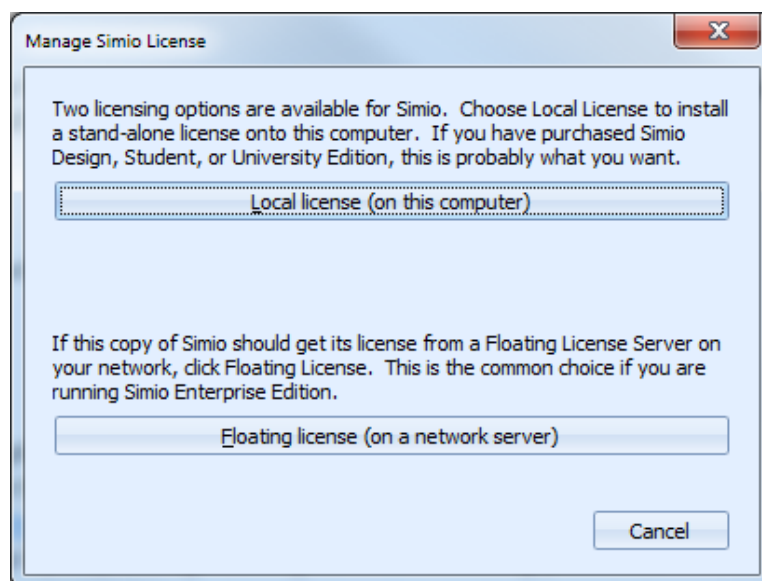 Manage Simio License
X
Two licensing options are available for Simio. Choose Local License to install
a stand-alone license onto this computer. If you have purchased Simio
Design, Student, or University Edition, this is probably what you want.
Local license (on this computer)
If this copy of Simio should get its license from a Floating License Server on
your network, click Floating License. This is the common choice if you are
running Simio Enterprise Edition.
Floating license (on a network server)
Cancel